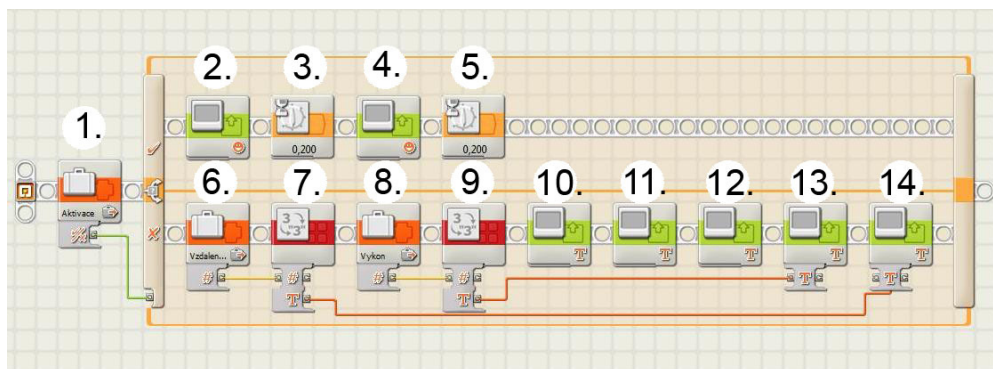 1.
2. 3. 4. 5.
0,200 0,200
Aktivace
6. 7. 8. 9. 10. 11. 12. 13. 14.
Vzdalen... Vykon
T T T T T
# # # #
T T T T